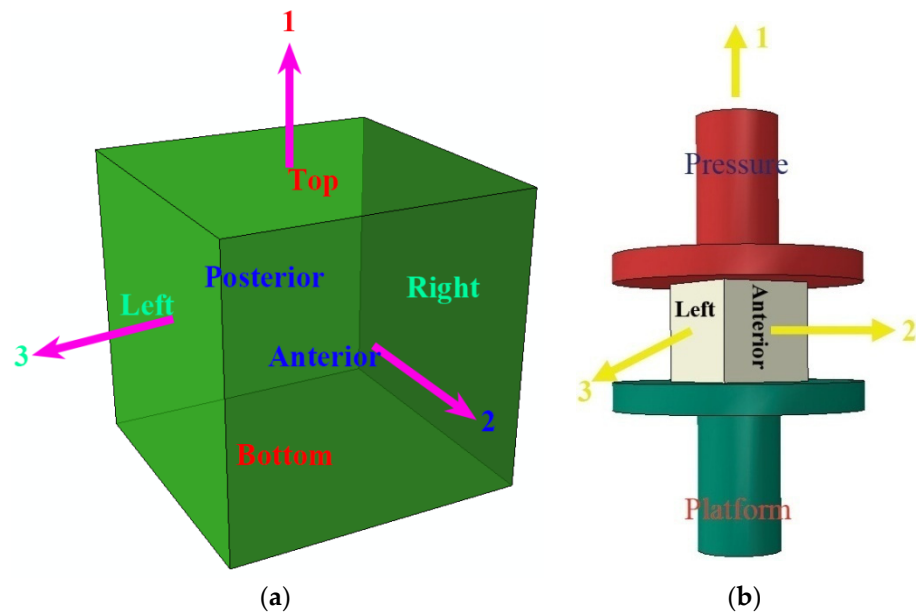 1
Top
Posterior
Right
Left
3
Anterior
2
Bottom
(a)
1
Pressure
Left
Anterior
2
3
Platform
(b)